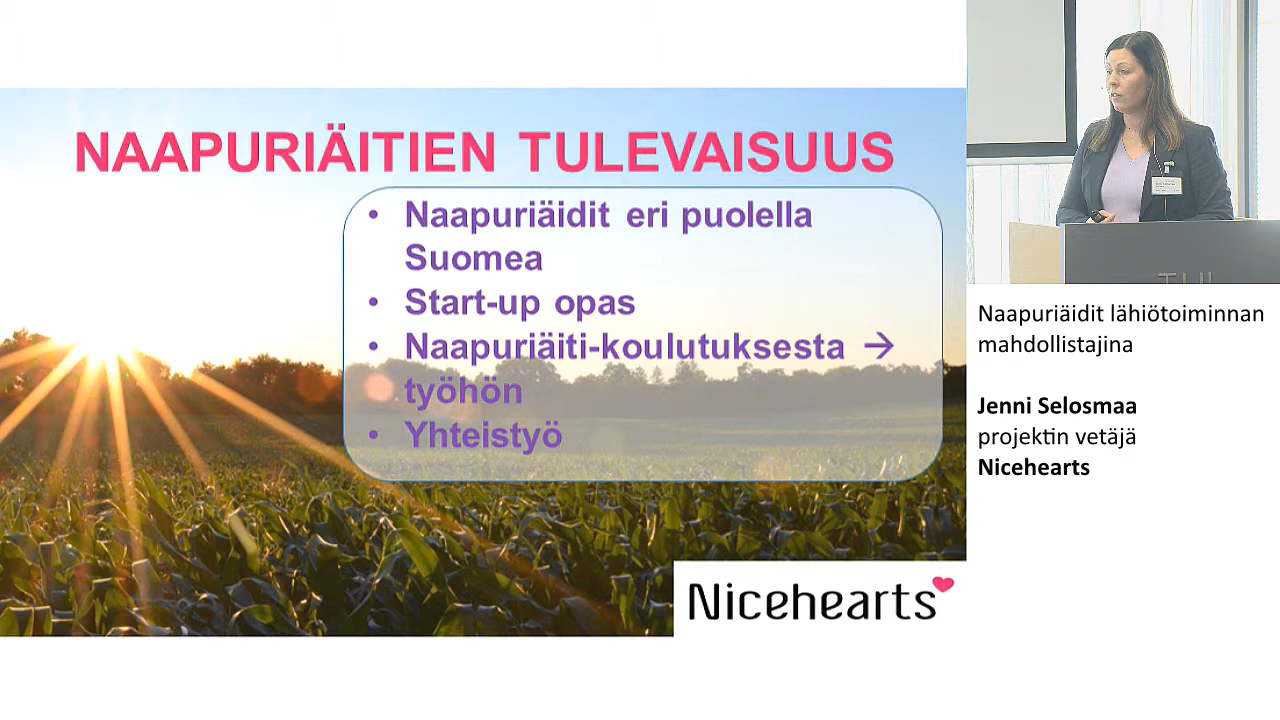 NAAPURIÄITIEN TULEVAISUUS
• Naapuriäidit eri puolella
Suomea
• Start-up opas
• Naapuriäiti-koulutuksesta →
työhön
• Yhteistyö
Nicehearts
Naapuriäidit lähiötoiminnan
mahdollistajina
Jenni Selosmaa
projektin vetäjä
Nicehearts